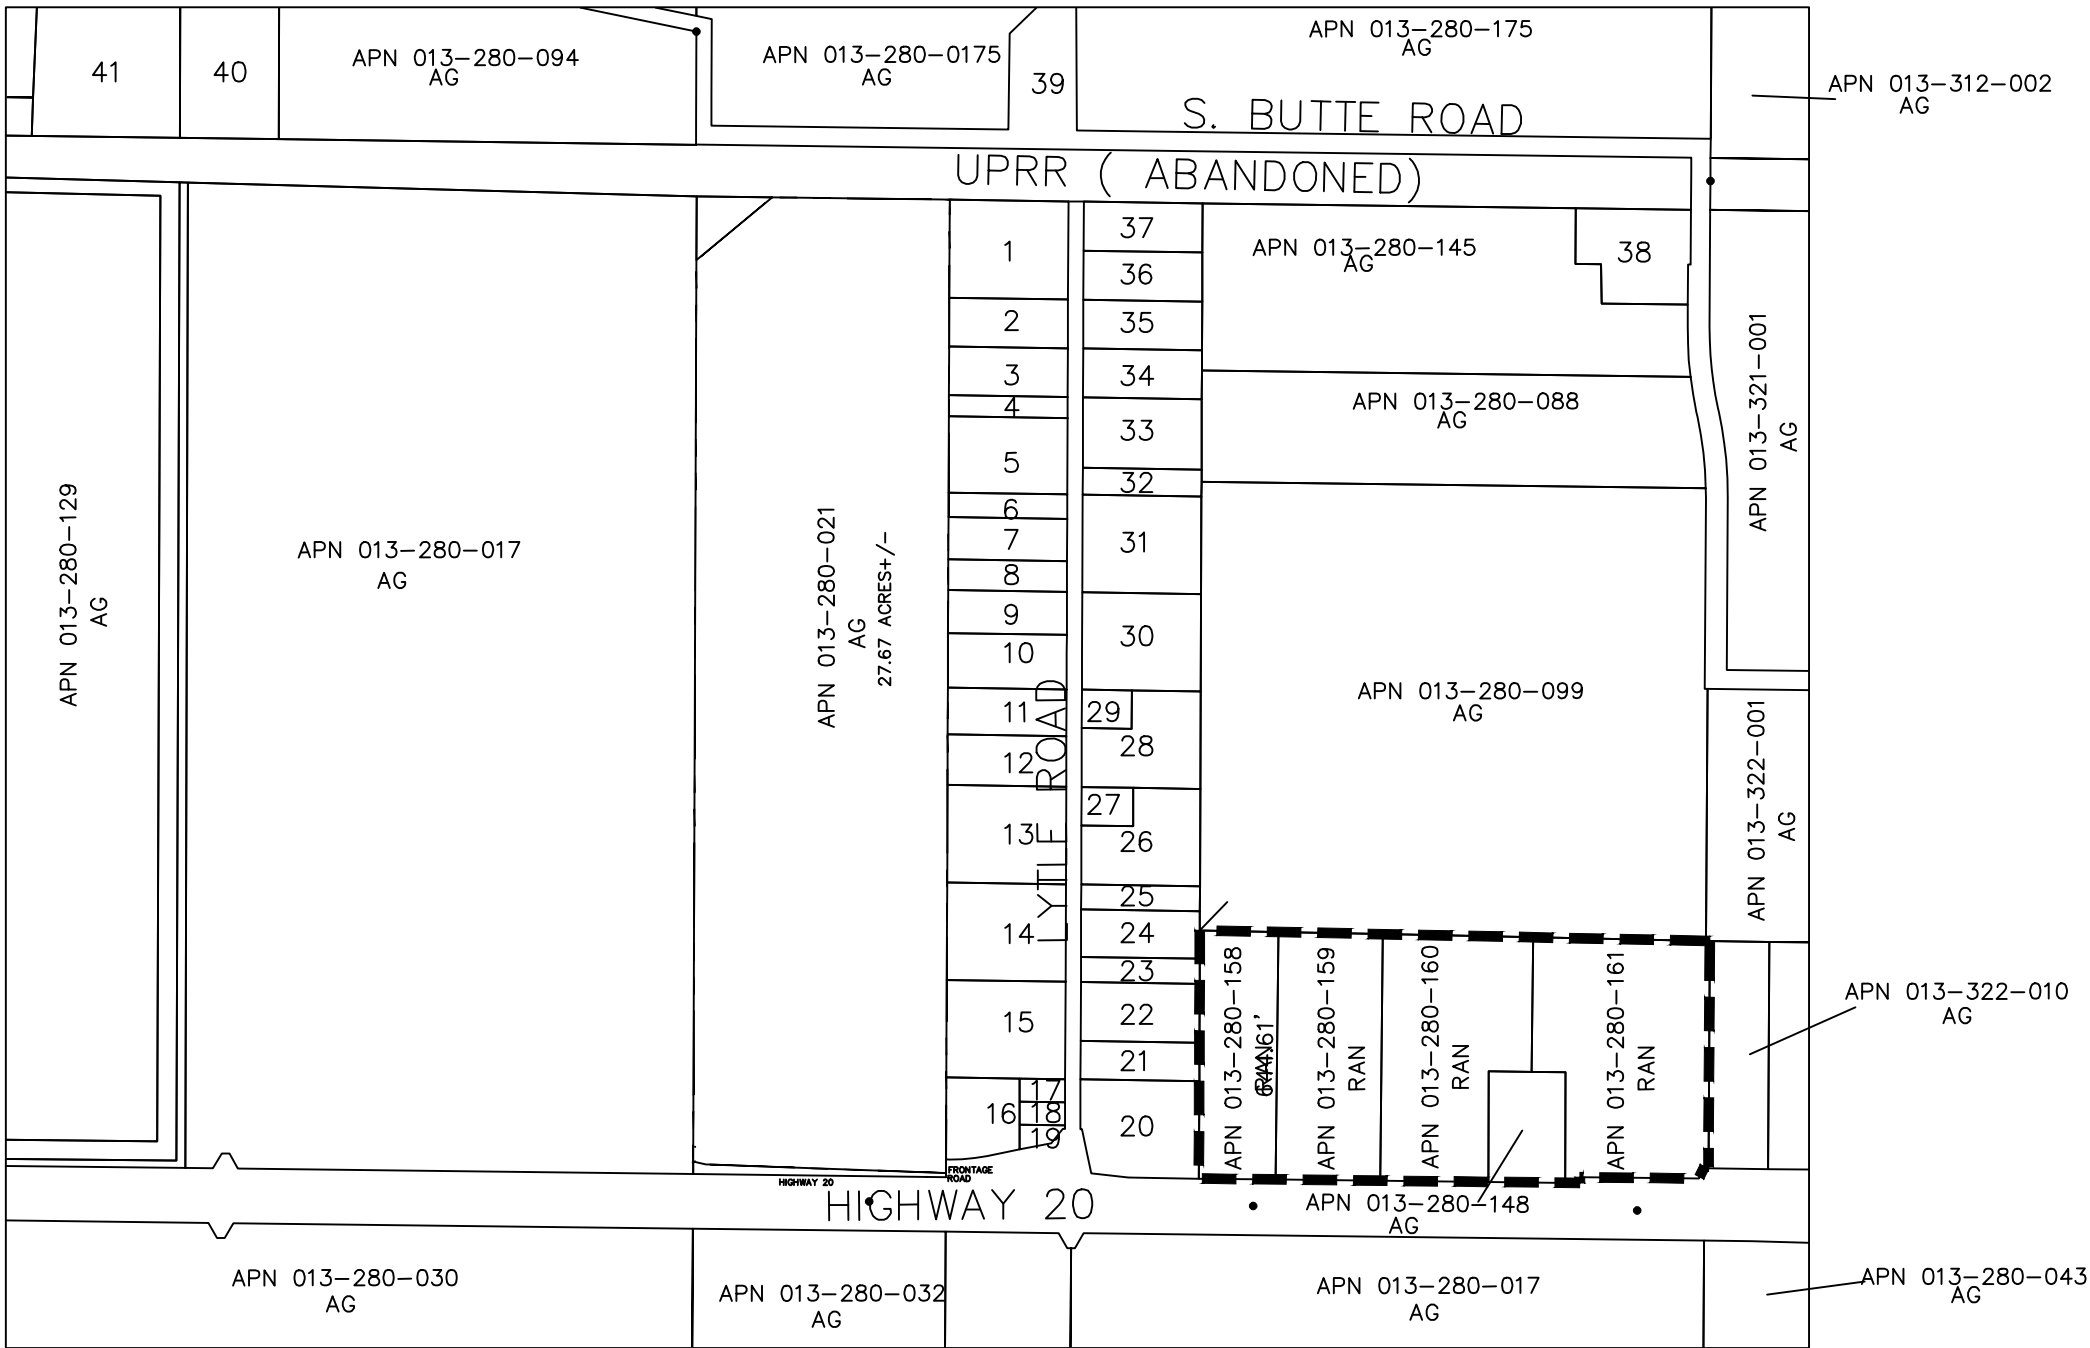 41
40
APN 013-280-094
AG
APN 013-280-0175
AG
39
APN 013-280-175
AG
APN 013-312-002
AG
S. BUTTE ROAD
UPRR ( ABANDONED)
1
2
3
4
5
6
7
8
9
10
11
12
13
14
15
16
17
18
19
37
36
35
34
33
32
31
30
29
28
27
26
25
24
23
22
21
20
LYTLE ROAD
APN 013-280-145
AG
38
APN 013-280-088
AG
APN 013-321-001
AG
APN 013-280-129
AG
APN 013-280-017
AG
APN 013-280-021
AG
27.67 ACRES+/-
APN 013-280-099
AG
APN 013-322-001
AG
APN 013-280-158
RAN
APN 013-280-159
RAN
APN 013-280-160
RAN
APN 013-280-161
RAN
APN 013-322-010
AG
FRONTAGE
ROAD
HIGHWAY 20
HIGHWAY 20
APN 013-280-148
AG
APN 013-280-030
AG
APN 013-280-032
AG
APN 013-280-017
AG
APN 013-280-043
AG